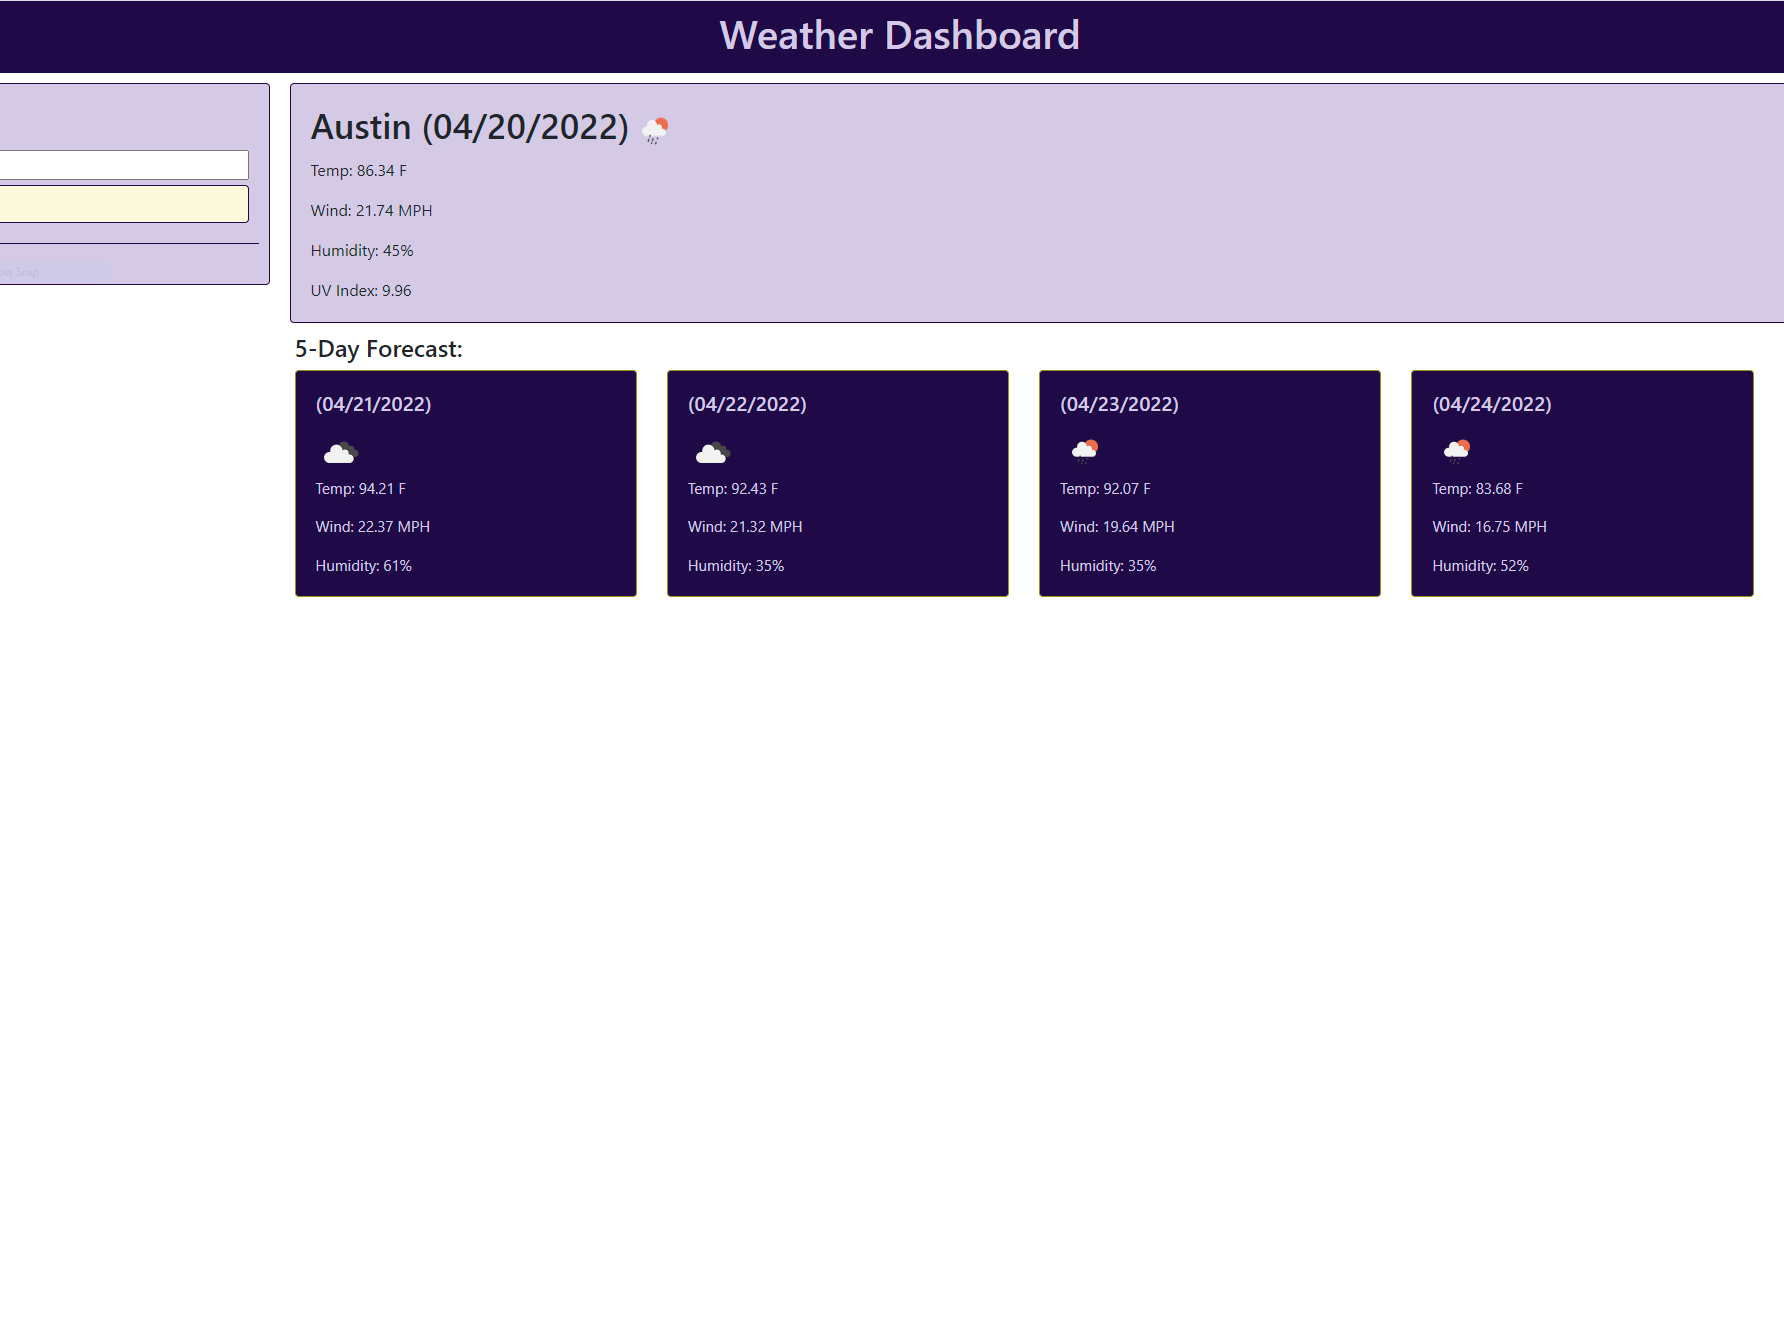 Weather Dashboard
Austin (04/20/2022)
Temp: 86.34 F
Wind: 21.74 MPH
Humidity: 45%
UV Index: 9.96
Snip
5-Day Forecast:
(04/21/2022)
Temp: 94.21 F
Wind: 22.37 MPH
Humidity: 61%
(04/22/2022)
Temp: 92.43 F
Wind: 21.32 MPH
Humidity: 35%
(04/23/2022)
Temp: 92.07 F
Wind: 19.64 MPH
Humidity: 35%
(04/24/2022)
Temp: 83.68 F
Wind: 16.75 MPH
Humidity: 52%